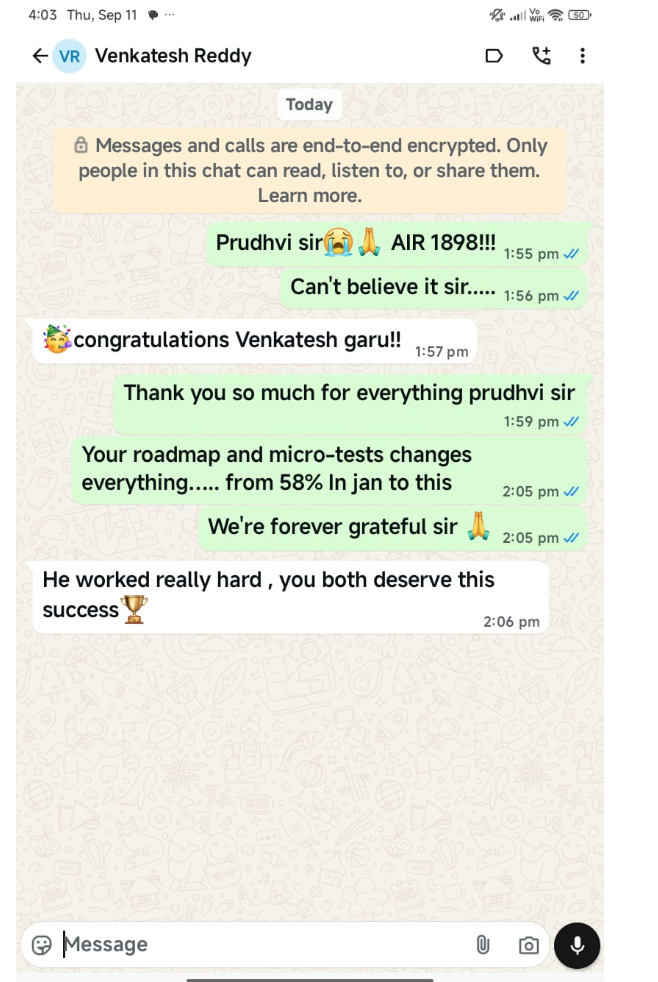 4:03 Thu, Sep 11
Vo
WiFi
50
VR Venkatesh Reddy
Today
Messages and calls are end-to-end encrypted. Only
people in this chat can read, listen to, or share them.
Learn more.
Prudhvi sir😭🙏 AIR 1898!!! 1:55 pm
Can't believe it sir..... 1:56 pm
🥳congratulations Venkatesh garu!! 1:57 pm
Thank you so much for everything prudhvi sir
1:59 pm
Your roadmap and micro-tests changes
everything..... from 58% In jan to this 2:05 pm
We're forever grateful sir 🙏 2:05 pm
He worked really hard , you both deserve this
success🏆 2:06 pm
Message